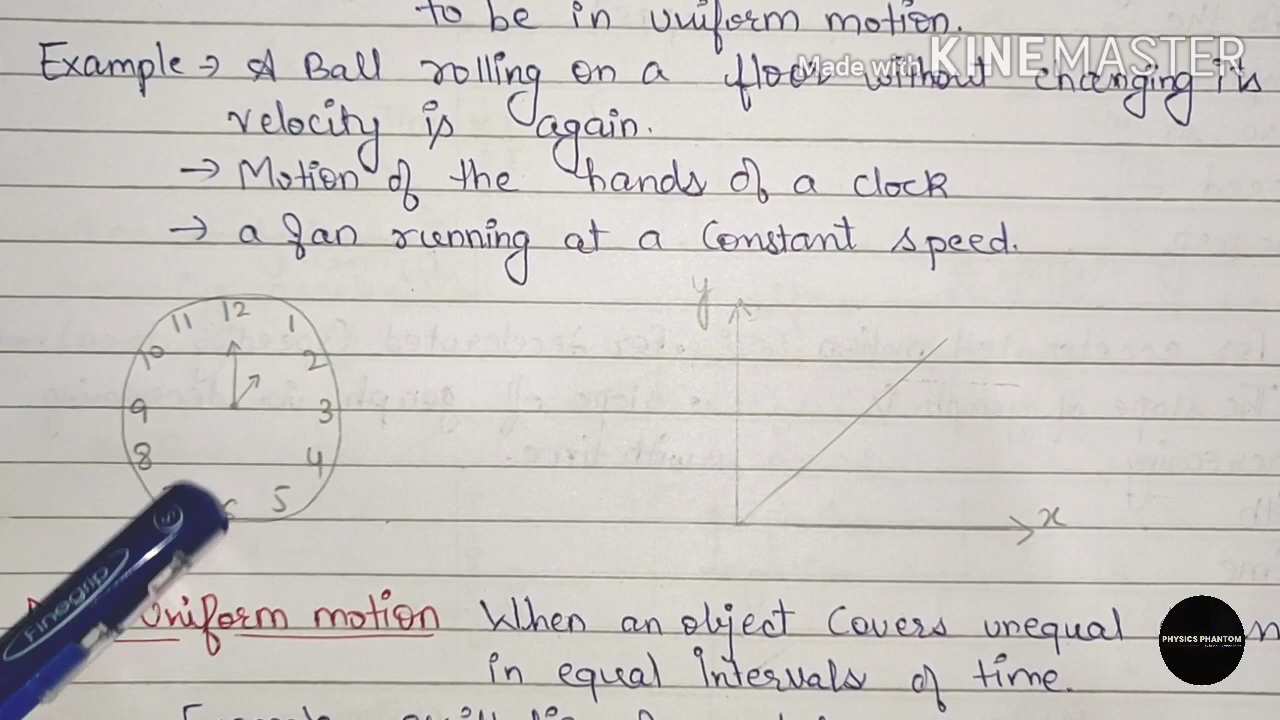 to be in uniform motion.
Made with KINEMASTER
Example → A Ball rolling on a floor without changing its
velocity is again.
→ Motion of the hands of a clock
→ a fan running at a constant speed.
y
11 12 1
10 2
9 3
8 4
5
x
Uniform motion When an object covers unequal
PHYSICS PHANTOM
in equal intervals of time.